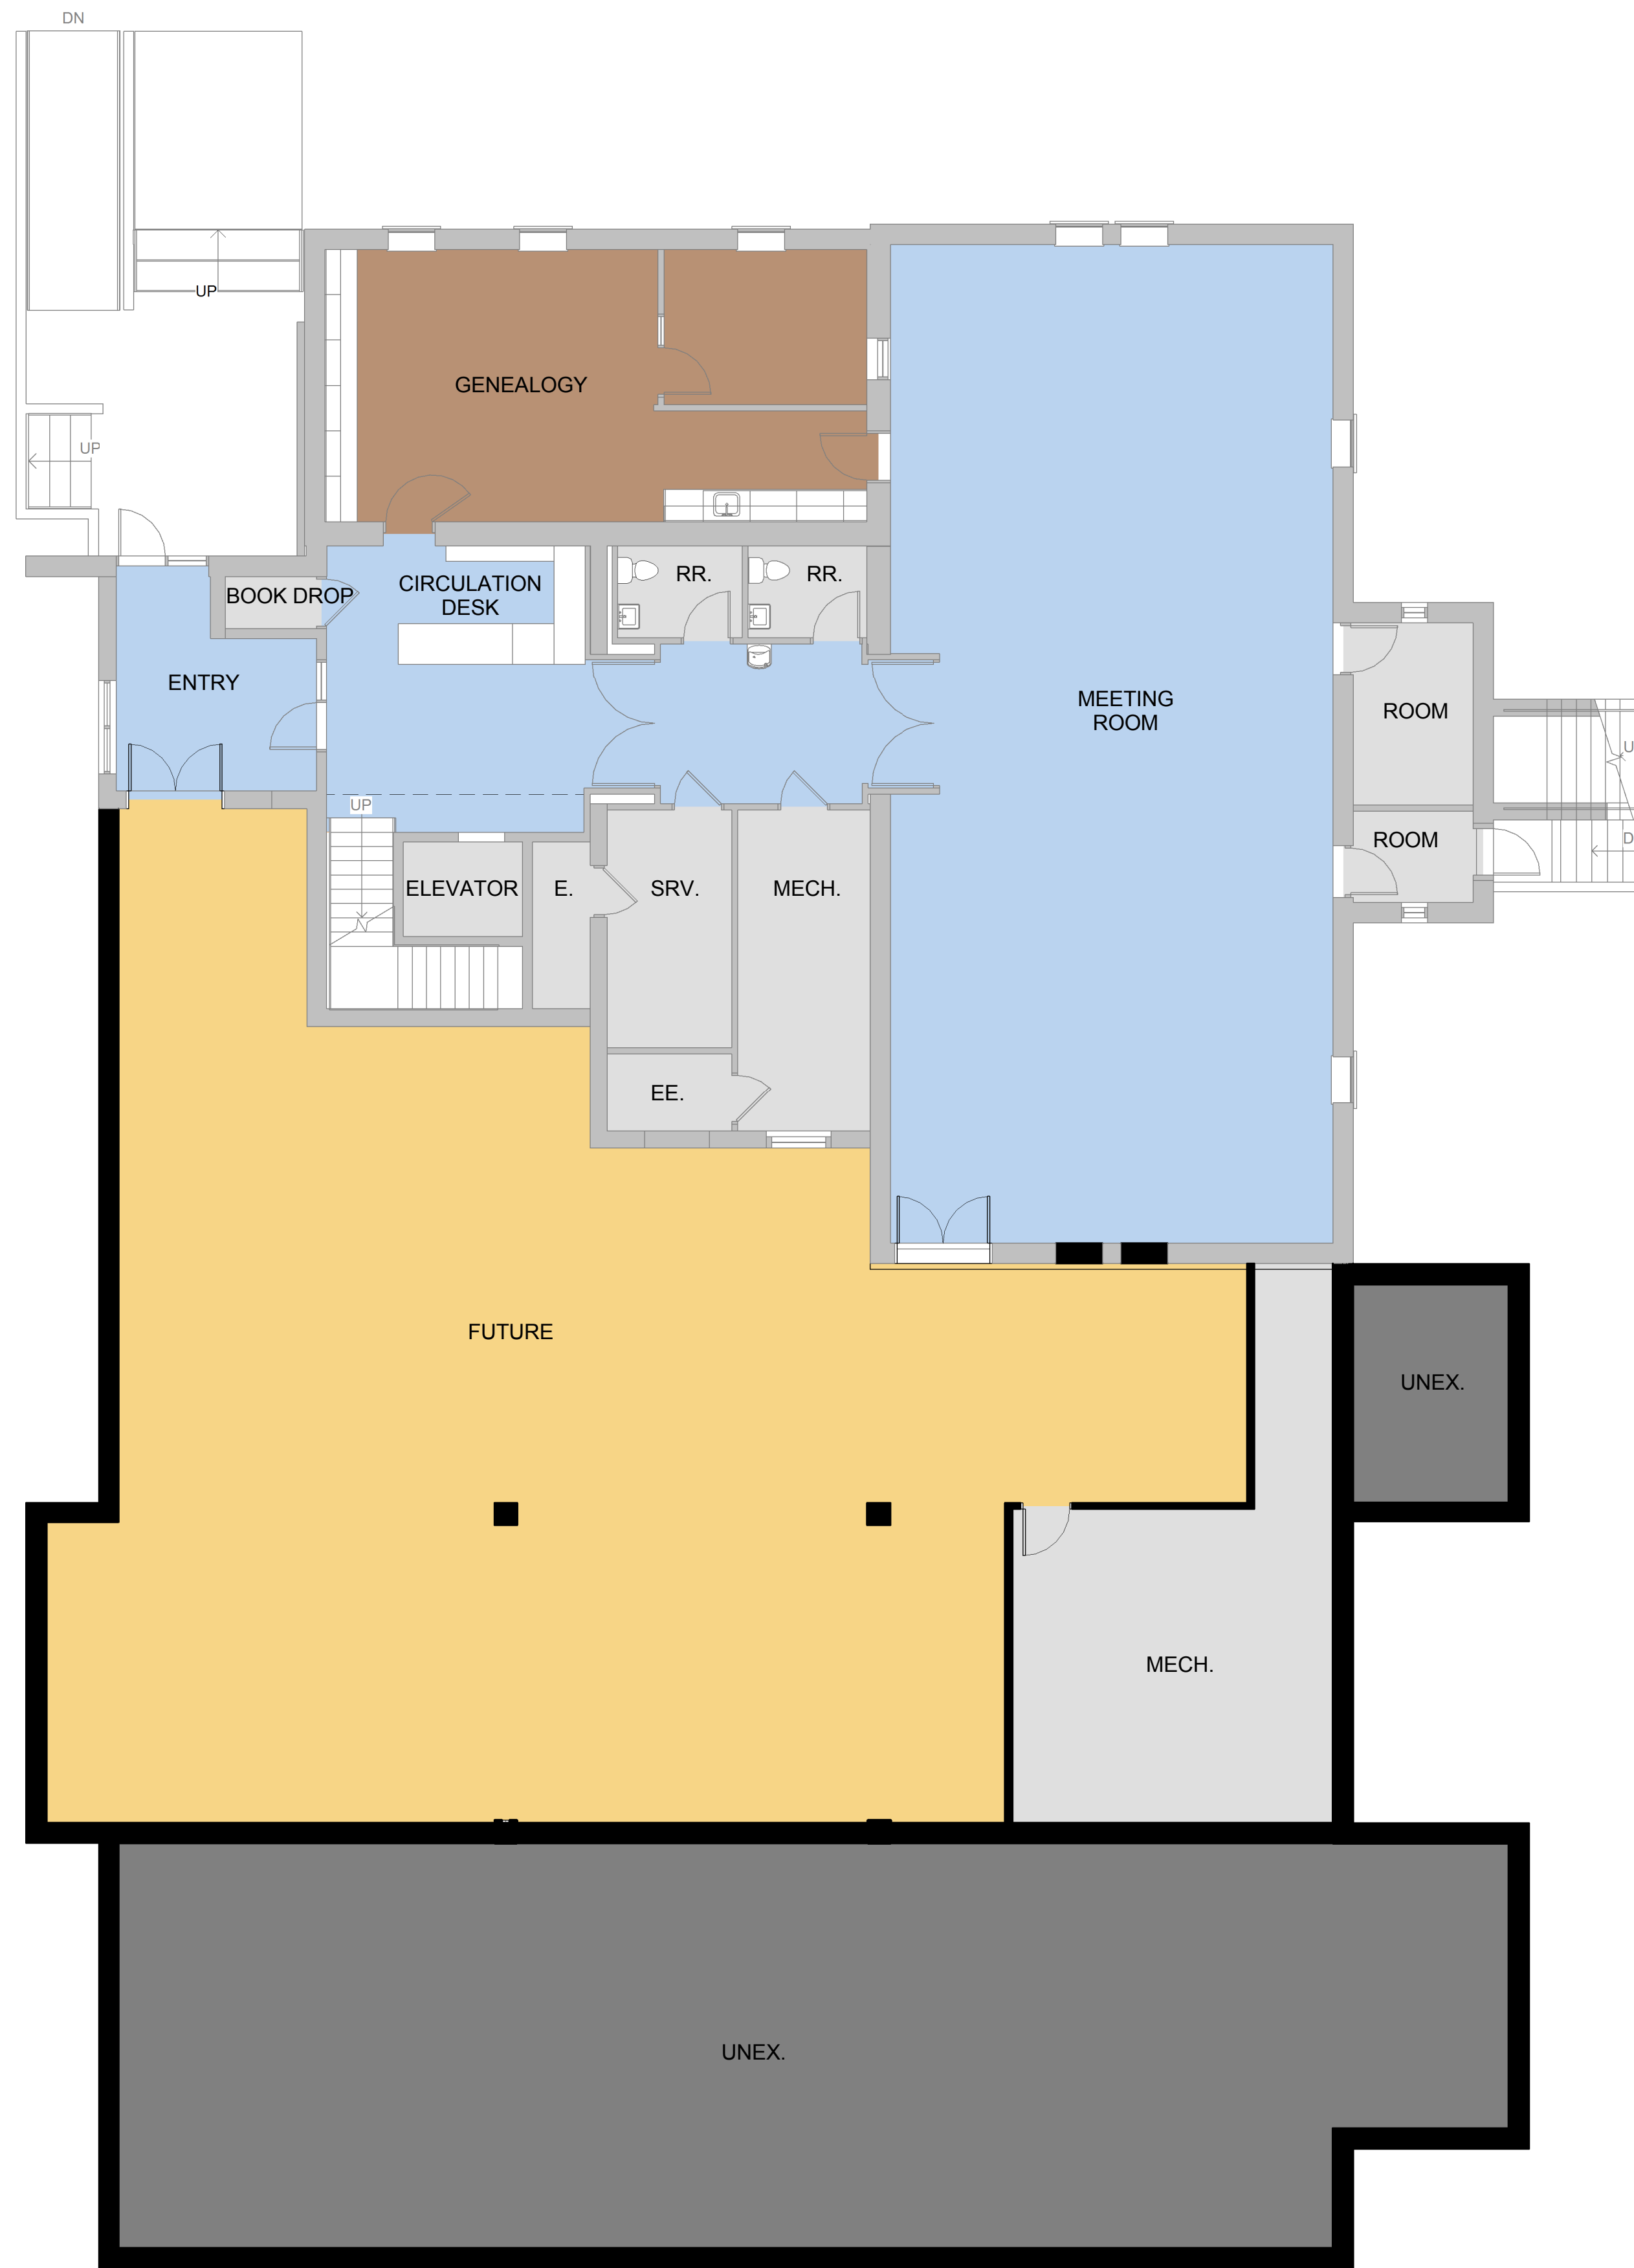 DN
UP
GENEALOGY
UP
CIRCULATION
DESK
RR.
RR.
BOOK DROP
ENTRY
MEETING
ROOM
ROOM
UP
ROOM
ELEVATOR
E.
SRV.
MECH.
EE.
FUTURE
UNEX.
MECH.
UNEX.